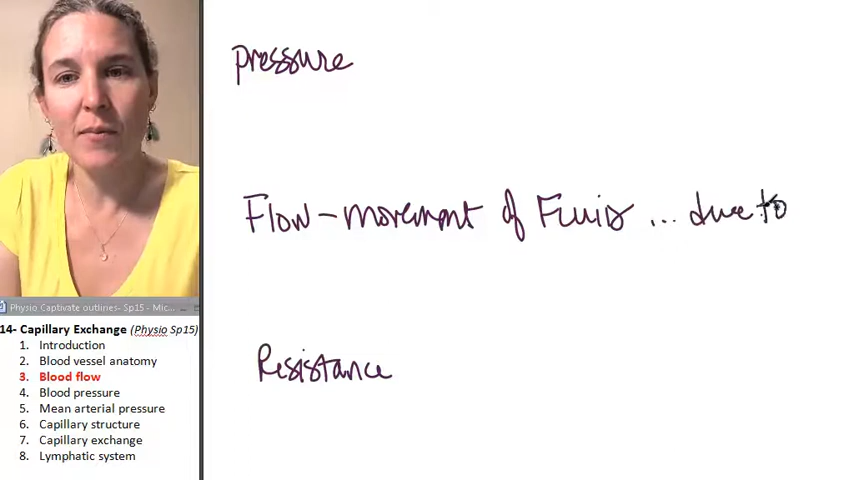 pressure
Flow - movement of Fluid ... due to
Resistance
Physio Captivate outlines- Sp15 - Mic...
14- Capillary Exchange (Physio Sp15)
1. Introduction
2. Blood vessel anatomy
3. Blood flow
4. Blood pressure
5. Mean arterial pressure
6. Capillary structure
7. Capillary exchange
8. Lymphatic system